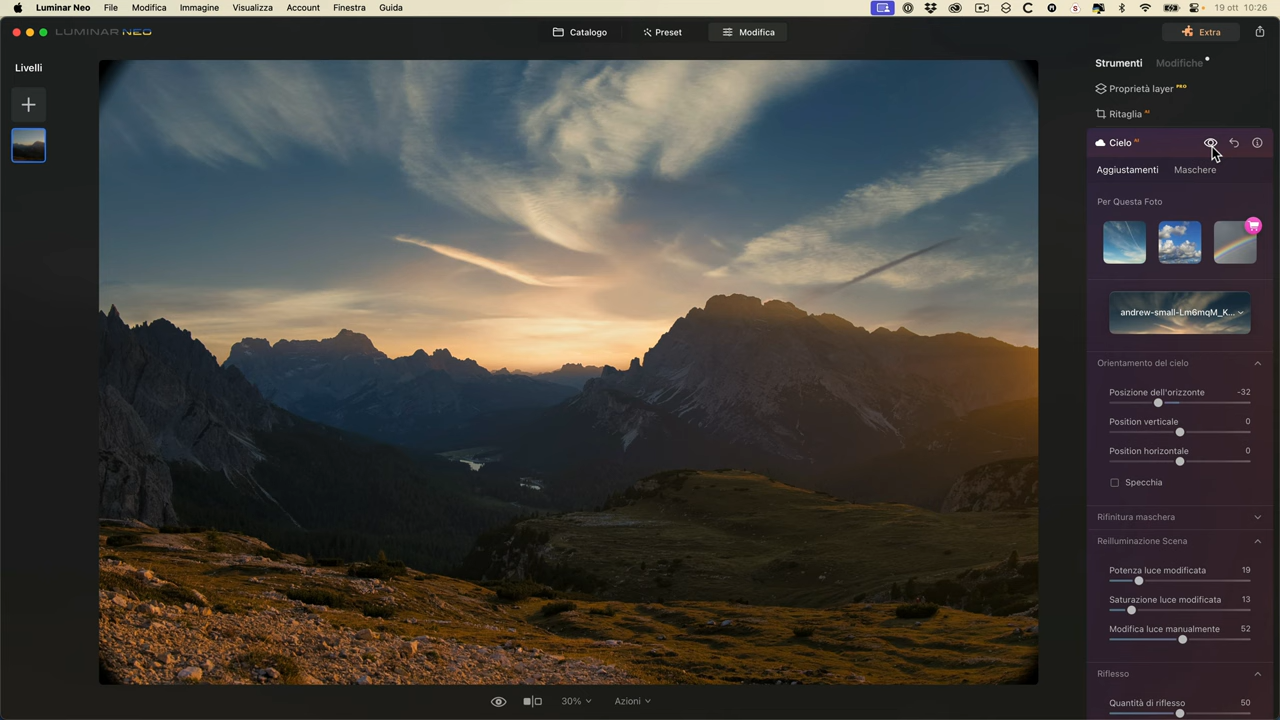 Luminar Neo File Modifica Immagine Visualizza Account Finestra Guida 19 ott 10:26
LUMINAR NEO Catalogo Preset Modifica Extra
Livelli
Strumenti Modifiche
Proprietà layer PRO
Ritaglia AI
Cielo AI
Aggiustamenti Maschere
Per Questa Foto
andrew-small-Lm6mqM_K...
Orientamento del cielo
Posizione dell'orizzonte -32
Position verticale 0
Position horizontale 0
Specchia
Rifinitura maschera
Reilluminazione Scena
Potenza luce modificata 19
Saturazione luce modificata 13
Modifica luce manualmente 52
Riflesso
Quantità di riflesso 50
30% Azioni